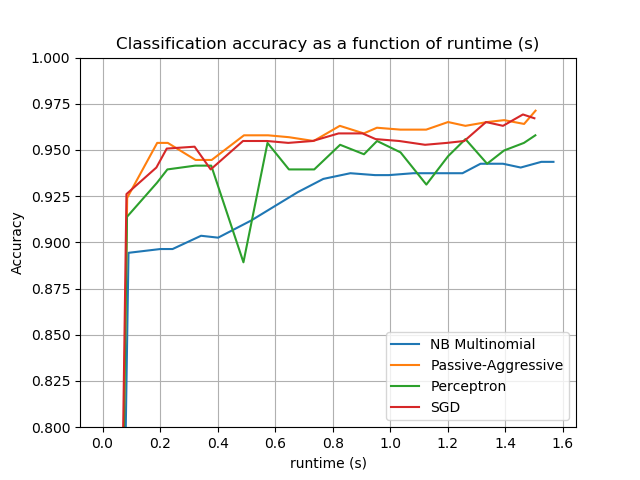 Classification accuracy as a function of runtime (s)
1.000
0.975
0.950
0.925
0.900
0.875
0.850
0.825
0.800
Accuracy
NB Multinomial
Passive-Aggressive
Perceptron
SGD
0.0 0.2 0.4 0.6 0.8 1.0 1.2 1.4 1.6
runtime (s)